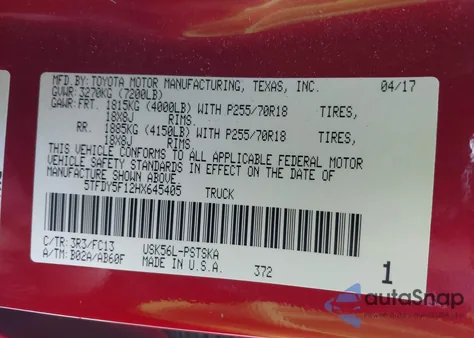 MFD.BY:TOYOTA MOTOR MANUFACTURING, TEXAS, INC. 04/17
GVWR: 3270KG (7200LB)
GAWR: FRT. 1815KG (4000LB) WITH P255/70R18 TIRES,
18X8J RIMS.
RR. 1885KG (4150LB) WITH P255/70R18 TIRES,
18X8J RIMS.
THIS VEHICLE CONFORMS TO ALL APPLICABLE FEDERAL MOTOR
VEHICLE SAFETY STANDARDS IN EFFECT ON THE DATE OF
MANUFACTURE SHOWN ABOVE.
5TFDY5F12HX645405 TRUCK
C/TR: 3R3/FC13 USK56L-PSTSKA
A/TM: B02A/AB60F MADE IN U.S.A. 372 1
autoSnap